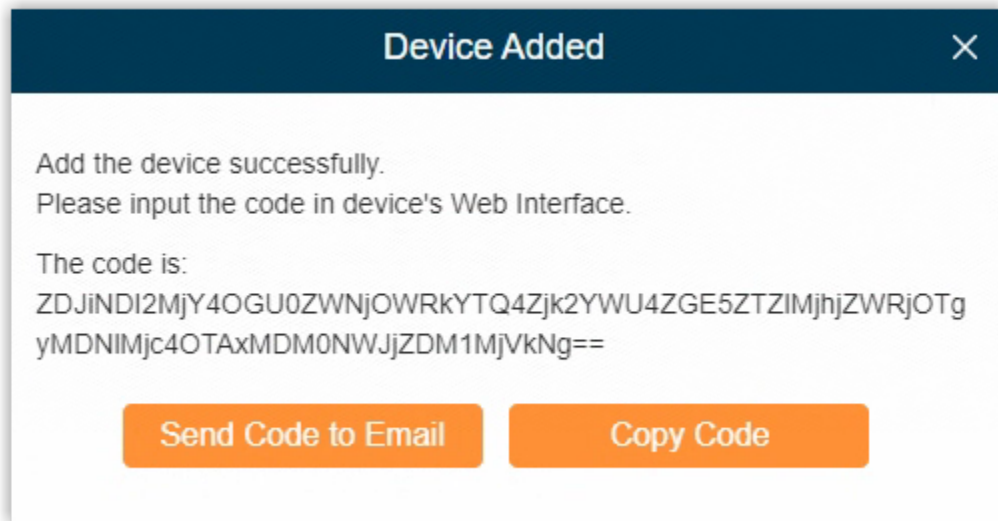 Device Added
Add the device successfully.
Please input the code in device's Web Interface.
The code is:
ZDJiNDI2MjY4OGU0ZWNjOWRkYTQ4Zjk2YWU4ZGE5ZTZlMjhjZWRjOTg
yMDNlMjc4OTAxMDM0NWJjZDM1MjVkNg==
Send Code to Email
Copy Code